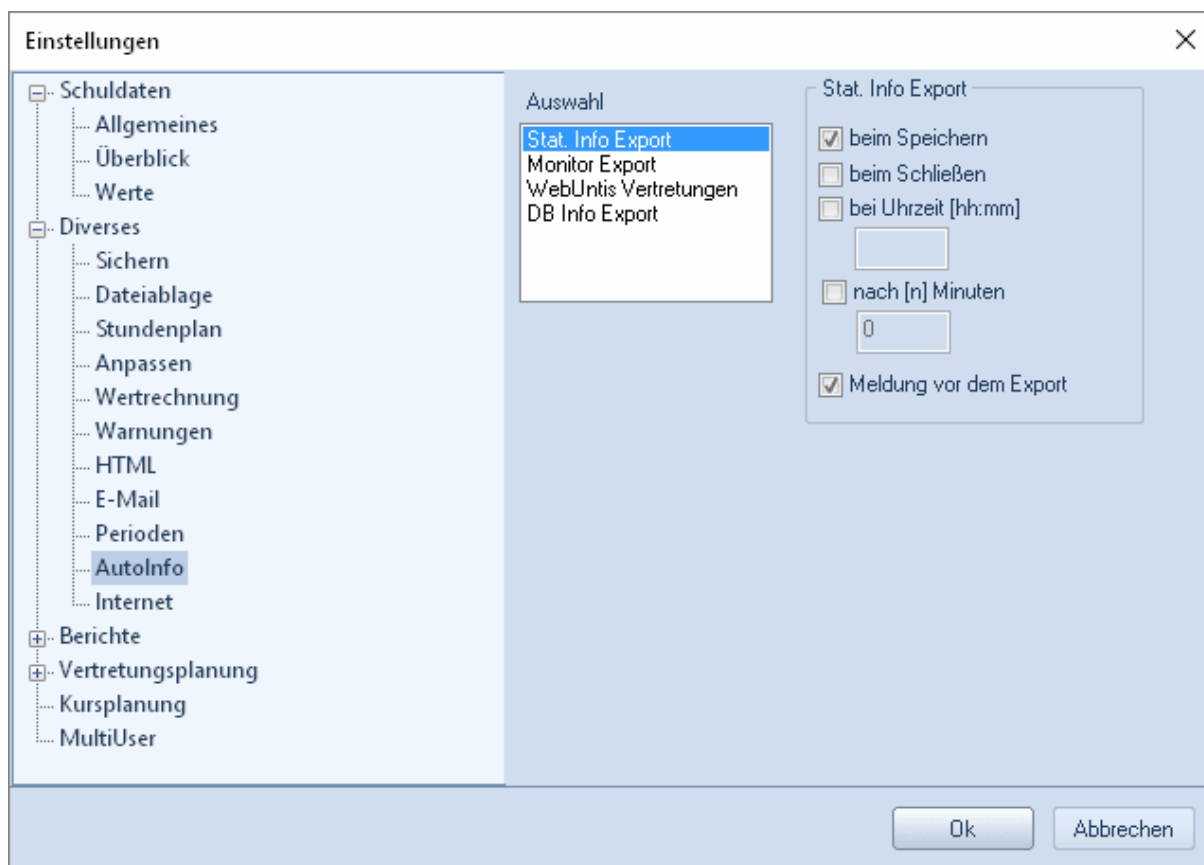 Einstellungen
Schuldaten
Allgemeines
Überblick
Werte
Diverses
Sichern
Dateiablage
Stundenplan
Anpassen
Wertrechnung
Warnungen
HTML
E-Mail
Perioden
AutoInfo
Internet
Berichte
Vertretungsplanung
Kursplanung
MultiUser
Auswahl
Stat. Info Export
Monitor Export
WebUntis Vertretungen
DB Info Export
Stat. Info Export
beim Speichern
beim Schließen
bei Uhrzeit [hh:mm]
nach [n] Minuten
0
Meldung vor dem Export
Ok
Abbrechen